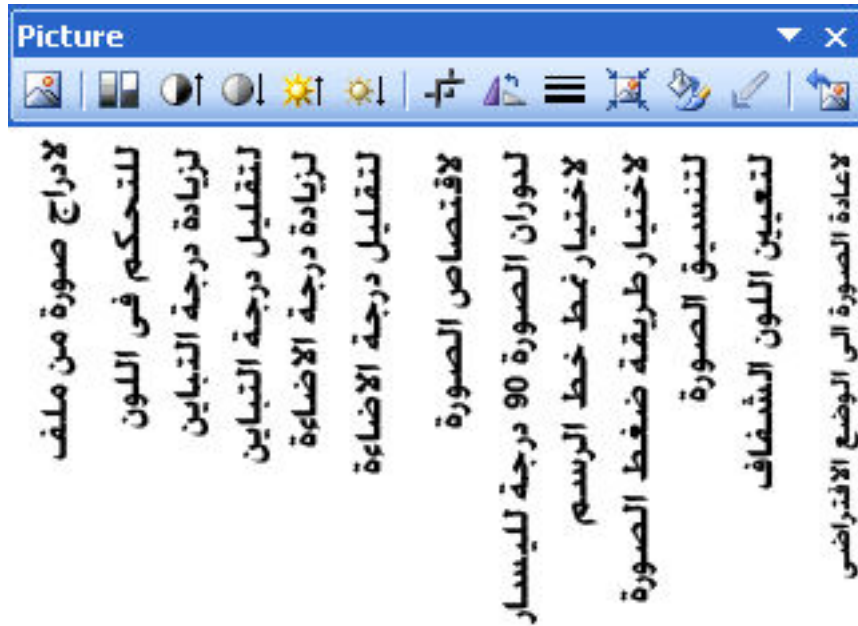 Picture
لادراج صورة من ملف
للتحكم فى اللون
لزيادة درجة التباين
لتقليل درجة التباين
لزيادة درجة الاضاءة
لتقليل درجة الاضاءة
لاقتصاص الصورة
لدوران الصورة 90 درجة لليسار
لاختيار نمط خط الرسم
لاختيار طريقة ضغط الصورة
لتنسيق الصورة
لتعيين اللون الشفاف
لاعادة الصورة الى الوضع الافتراضى